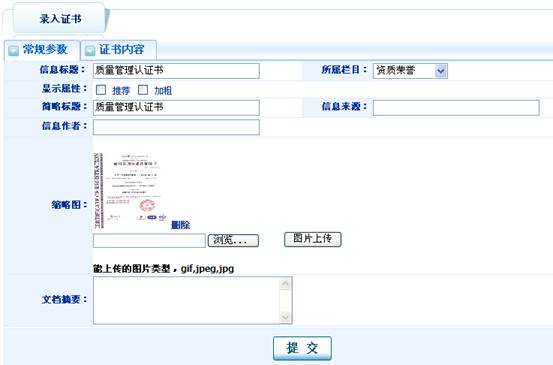 录入证书
常规参数 证书内容
信息标题： 质量管理认证书 所属栏目： 资质荣誉
显示属性： 推荐 加粗
简略标题： 质量管理认证书 信息来源：
信息作者：
缩略图： 删除
浏览... 图片上传
能上传的图片类型，gif,jpeg,jpg
文档摘要：
提 交